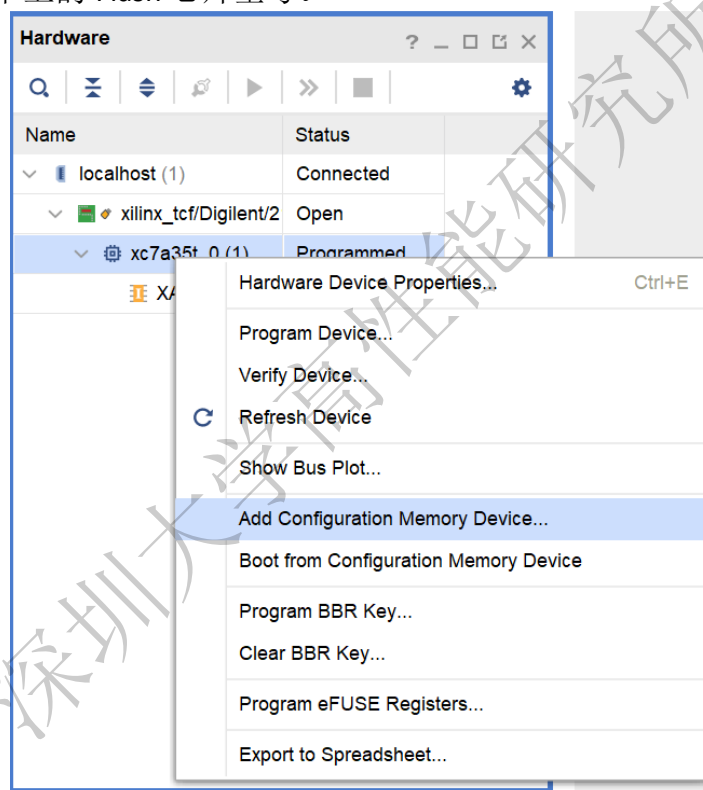 Hardware
Name Status
localhost (1) Connected
xilinx_tcf/Digilent/2 Open
xc7a35t_0 (1) Programmed
XA
Hardware Device Properties... Ctrl+E
Program Device...
Verify Device...
Refresh Device
Show Bus Plot...
Add Configuration Memory Device...
Boot from Configuration Memory Device
Program BBR Key...
Clear BBR Key...
Program eFUSE Registers...
Export to Spreadsheet...
深圳大学高性能研究所